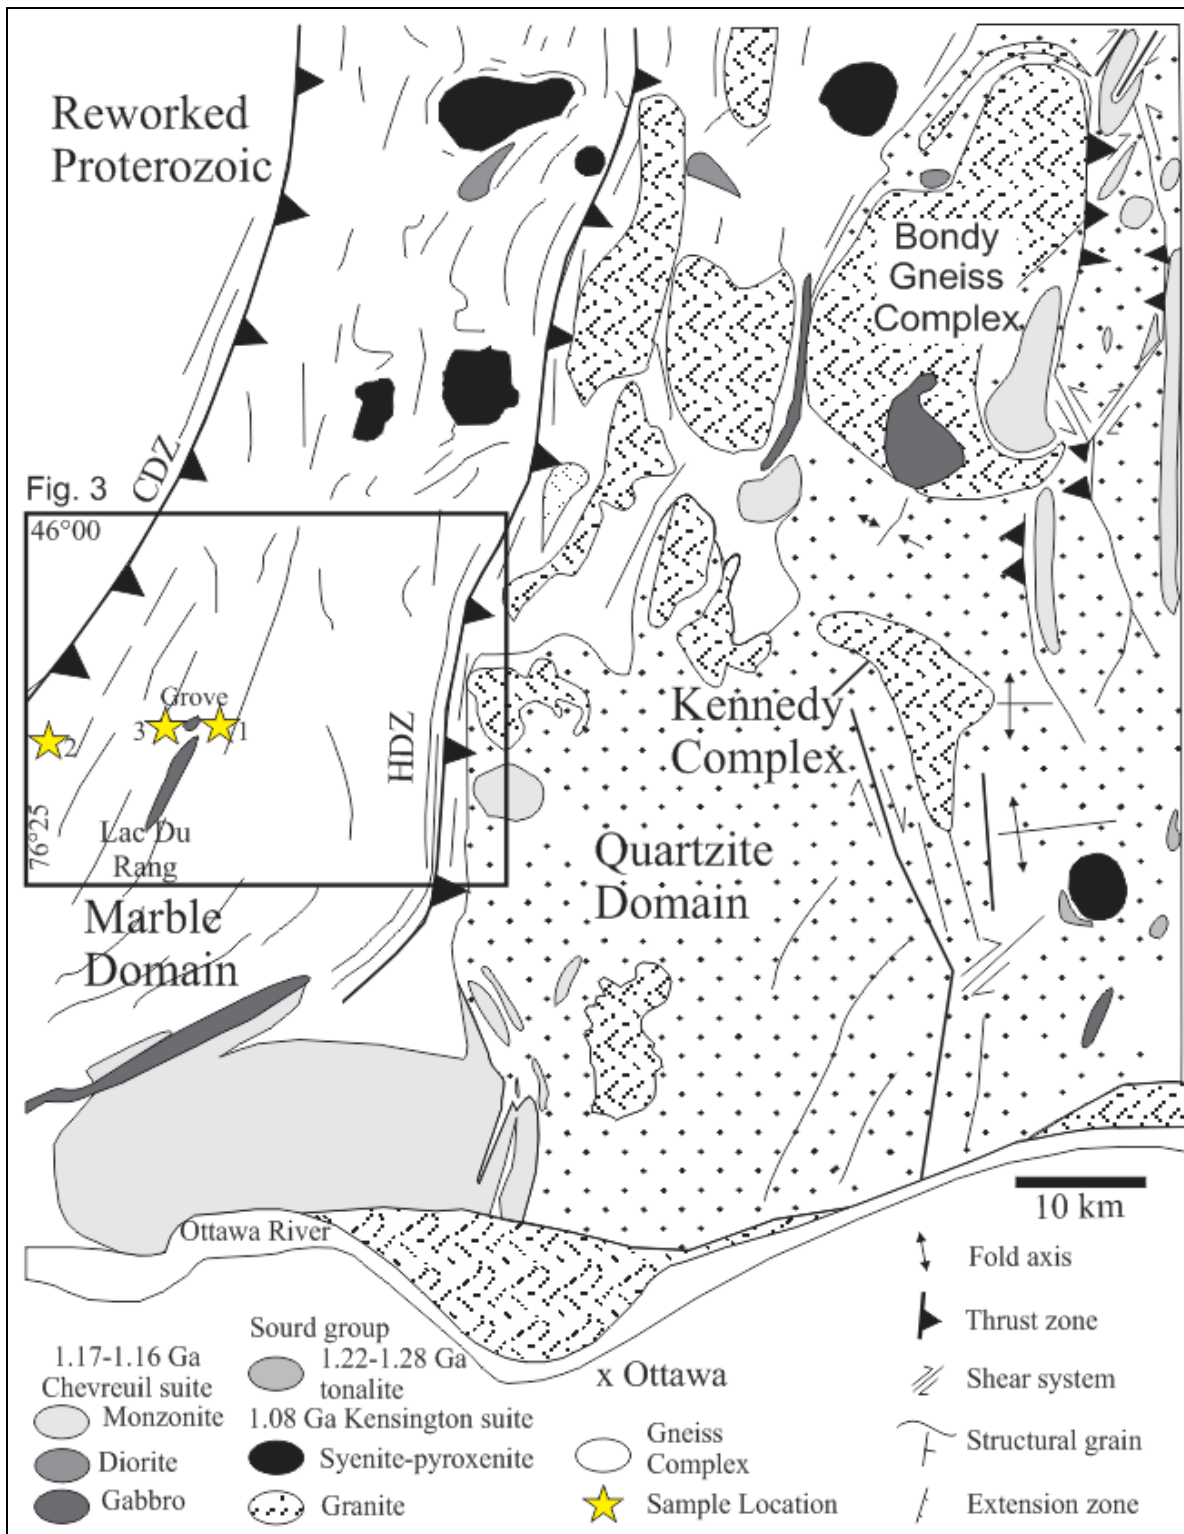 Reworked
Proterozoic
Bondy
Gneiss
Complex
CDZ
Fig. 3
46°00
Grove
3
1
2
HDZ
76°25
Lac Du
Rang
Kennedy
Complex
Quartzite
Domain
Marble
Domain
10 km
Ottawa River
Fold axis
Thrust zone
Shear system
Structural grain
Extension zone
Sourd group
1.17-1.16 Ga
Chevreuil suite
1.22-1.28 Ga
tonalite
x Ottawa
Monzonite
1.08 Ga Kensington suite
Diorite
Syenite-pyroxenite
Gabbro
Granite
Gneiss
Complex
Sample Location